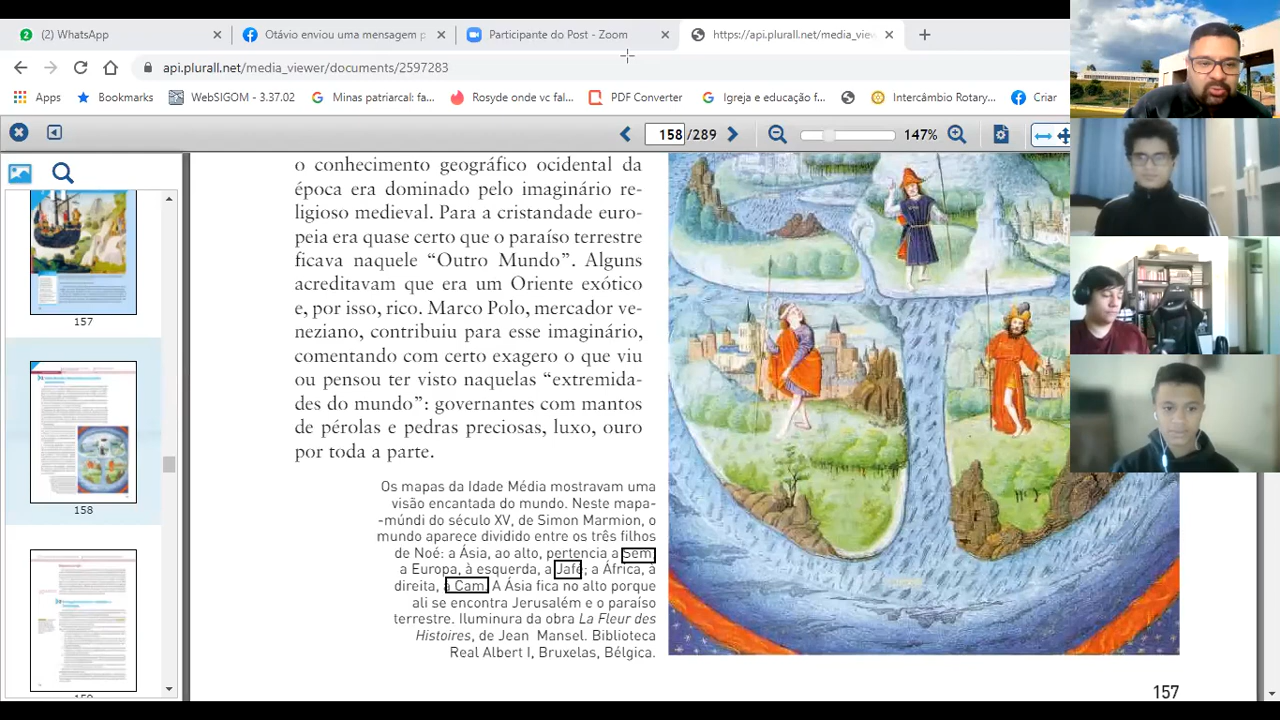 (2) WhatsApp
Otávio enviou uma mensagem p
Participante do Post - Zoom
https://api.plurall.net/media_view
api.plurall.net/media_viewer/documents/2587283
Apps
Bookmarks
WebSIGOM - 3.37.02
Minas para
Rosyde de va...
PDF Converter
Igreja e educação f...
Intercâmbio Rotary...
Criar
158 /289
147%
157
158
o conhecimento geográfico ocidental da
época era dominado pelo imaginário re-
ligioso medieval. Para a cristandade euro-
peia era quase certo que o paraíso terrestre
ficava naquele “Outro Mundo”. Alguns
acreditavam que era um Oriente exótico
e, por isso, rico. Marco Polo, mercador ve-
neziano, contribuiu para esse imaginário,
comentando com certo exagero o que viu
ou pensou ter visto naquelas “extremida-
des do mundo”: governantes com mantos
de pérolas e pedras preciosas, luxo, ouro
por toda a parte.
Os mapas da Idade Média mostravam uma
visão encantada do mundo. Neste mapa-
-múndi do século XV, de Simon Marmion, o
mundo aparece dividido entre os três filhos
de Noé: a Ásia, ao alto, pertencia a Sem;
a Europa, à esquerda, a Jafé; a África, à
direita, a Cam. A Ásia fica no alto porque
ali se encontra Jerusalém e o paraíso
terrestre. Iluminura da obra La Fleur des
Histoires, de Jean Mansel. Biblioteca
Real Albert I, Bruxelas, Bélgica.
157